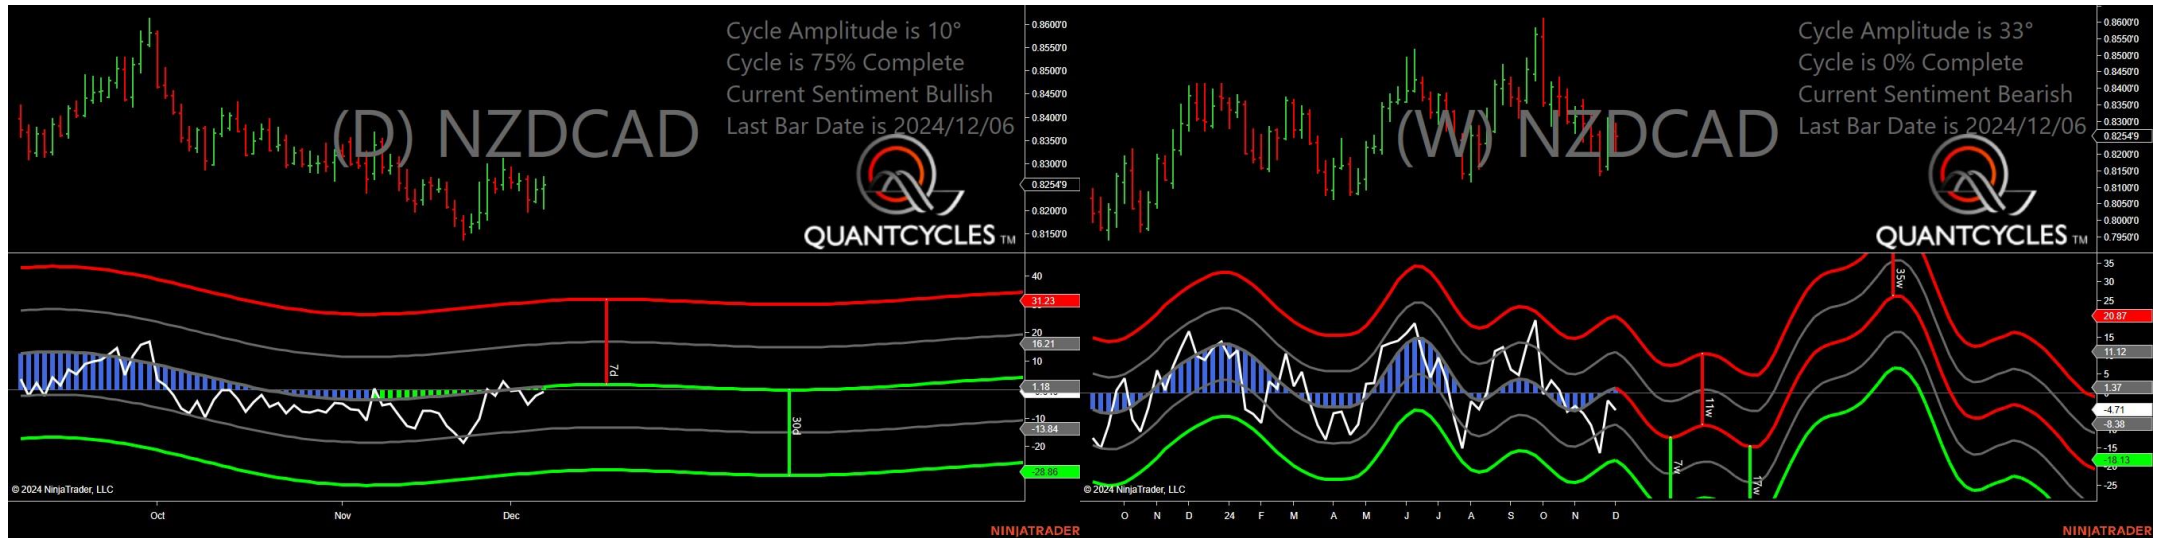 Cycle Amplitude is 10°
Cycle is 75% Complete
Current Sentiment Bullish
Last Bar Date is 2024/12/06
(D) NZDCAD
QUANTCYCLES TM
0.8600'0
0.8550'0
0.8500'0
0.8450'0
0.8400'0
0.8350'0
0.8300'0
0.8254'9
0.8200'0
0.8150'0
40
31.23
20
16.21
10
1.18
-10
-13.84
-20
-28.86
7d
30d
© 2024 NinjaTrader, LLC
Oct
Nov
Dec
NINJATRADER
Cycle Amplitude is 33°
Cycle is 0% Complete
Current Sentiment Bearish
Last Bar Date is 2024/12/06
(W) NZDCAD
QUANTCYCLES TM
0.8600'0
0.8550'0
0.8500'0
0.8450'0
0.8400'0
0.8350'0
0.8300'0
0.8254'9
0.8200'0
0.8150'0
0.8100'0
0.8050'0
0.8000'0
0.7950'0
35
30
25
20.87
15
11.12
5
1.37
-4.71
-8.38
-15
-18.13
-25
35w
11w
7w
17w
© 2024 NinjaTrader, LLC
O
N
D
24
F
M
A
M
J
J
A
S
O
N
D
NINJATRADER